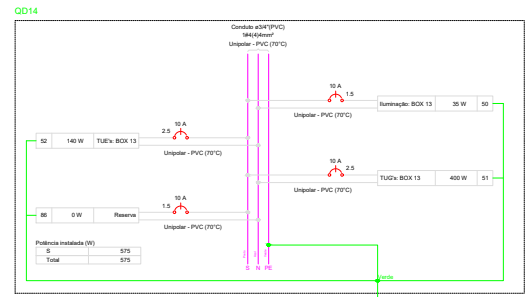 QD14
Conduto ø3/4"(PVC)
1#4(4)4mm²
Unipolar - PVC (70°C)
10 A
1.5
Iluminação: BOX 13 35 W 50
Unipolar - PVC (70°C)
10 A
2.5
52 140 W TUE's: BOX 13
Unipolar - PVC (70°C)
10 A
2.5
TUG's: BOX 13 400 W 51
Unipolar - PVC (70°C)
10 A
1.5
86 0 W Reserva
Unipolar - PVC (70°C)
Potência instalada (W)
S 575
Total 575
S N PE
Verde